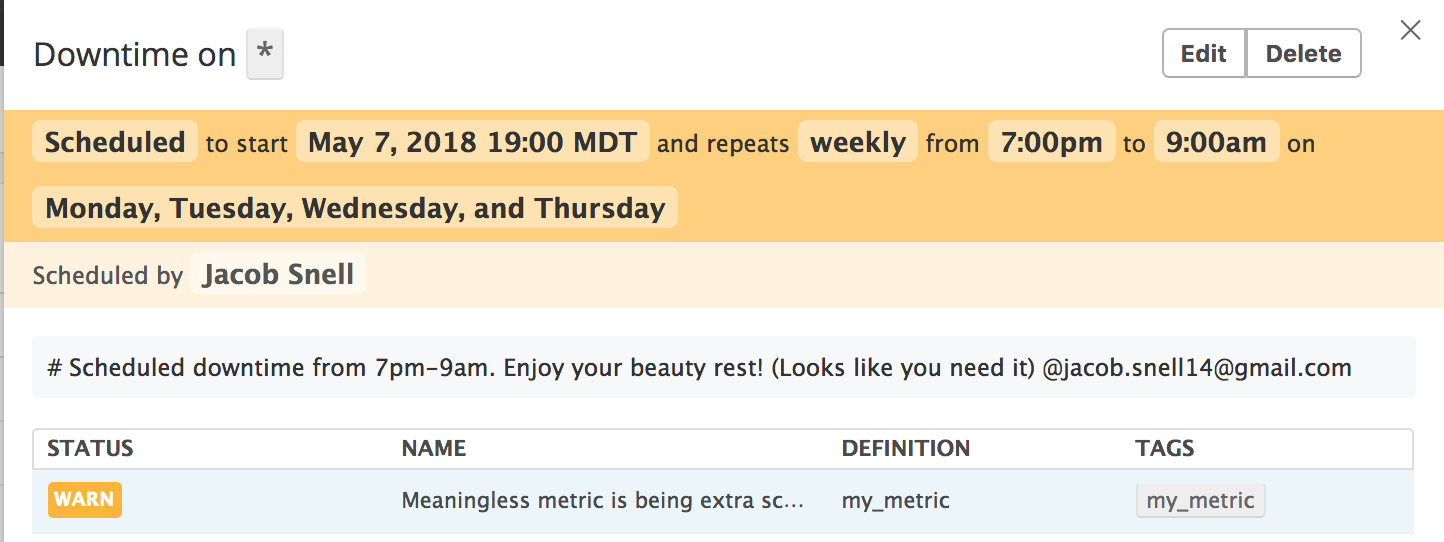 Downtime on *
Edit Delete
Scheduled to start May 7, 2018 19:00 MDT and repeats weekly from 7:00pm to 9:00am on
Monday, Tuesday, Wednesday, and Thursday
Scheduled by Jacob Snell
# Scheduled downtime from 7pm-9am. Enjoy your beauty rest! (Looks like you need it) @jacob.snell14@gmail.com
STATUS NAME DEFINITION TAGS
WARN Meaningless metric is being extra sc... my_metric my_metric